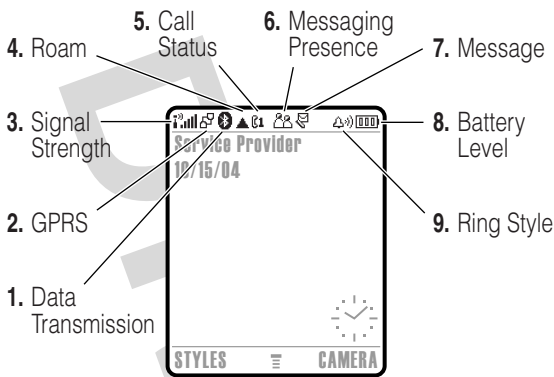 5. Call
Status
6. Messaging
Presence
4. Roam
7. Message
3. Signal
Strength
8. Battery
Level
Service Provider
10/15/04
2. GPRS
9. Ring Style
1. Data
Transmission
STYLES
CAMERA